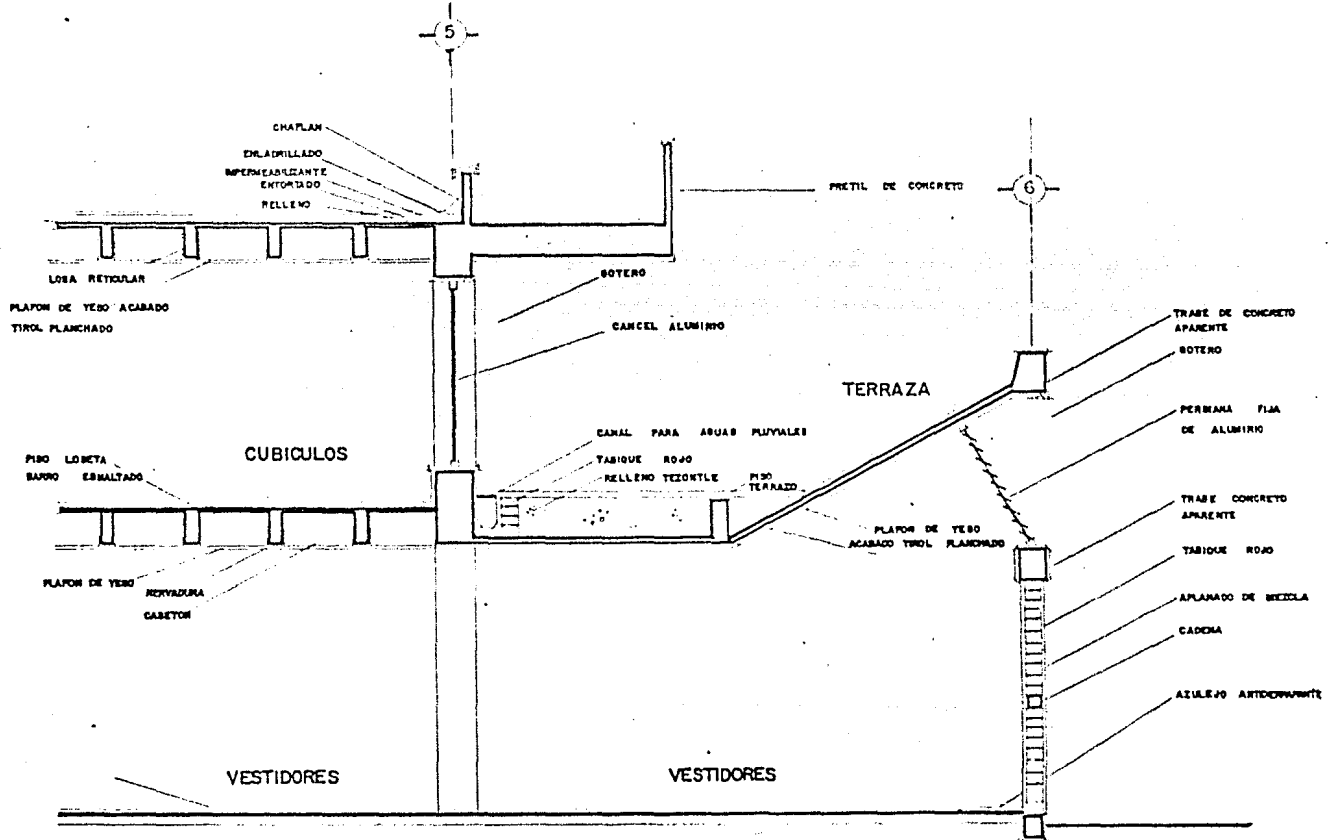 5
CHAFLAN
ENLADRILLADO
IMPERMEABILIZANTE
ENTORTADO
RELLENO
PRETIL DE CONCRETO
6
LOSA RETICULAR
PLAFON DE YESO ACABADO
TIROL PLANCHADO
GOTERO
CANCEL ALUMINIO
TRABE DE CONCRETO
APARENTE
GOTERO
TERRAZA
PERSIANA FIJA
DE ALUMINIO
CUBICULOS
CANAL PARA AGUAS PLUVIALES
TABIQUE ROJO
RELLENO TEZONTLE
PISO
TERRAZO
PISO LOSETA
BARRO ESMALTADO
TRABE CONCRETO
APARENTE
PLAFON DE YESO
ACABADO TIROL PLANCHADO
TABIQUE ROJO
PLAFON DE YESO
NERVADURA
CASETON
APLANADO DE MEZCLA
CADENA
AZULEJO ANTIDERRAPANTE
VESTIDORES
VESTIDORES